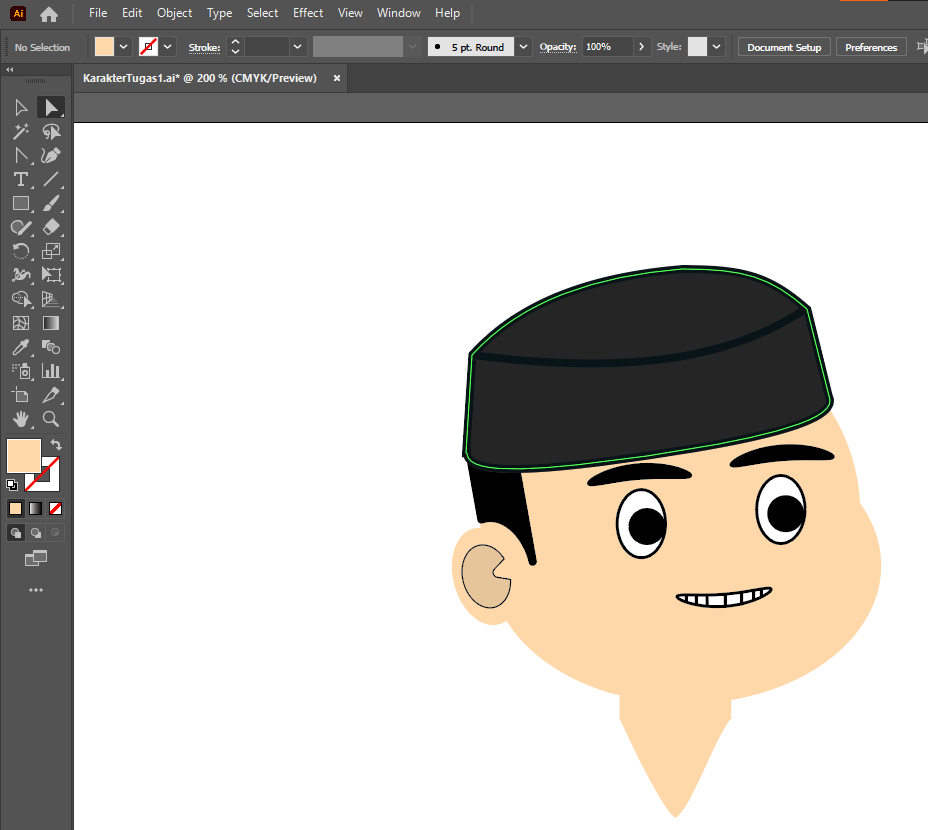 Ai File Edit Object Type Select Effect View Window Help
No Selection Stroke: 5 pt. Round Opacity: 100% Style: Document Setup Preferences
KarakterTugas1.ai* @ 200 % (CMYK/Preview) ×